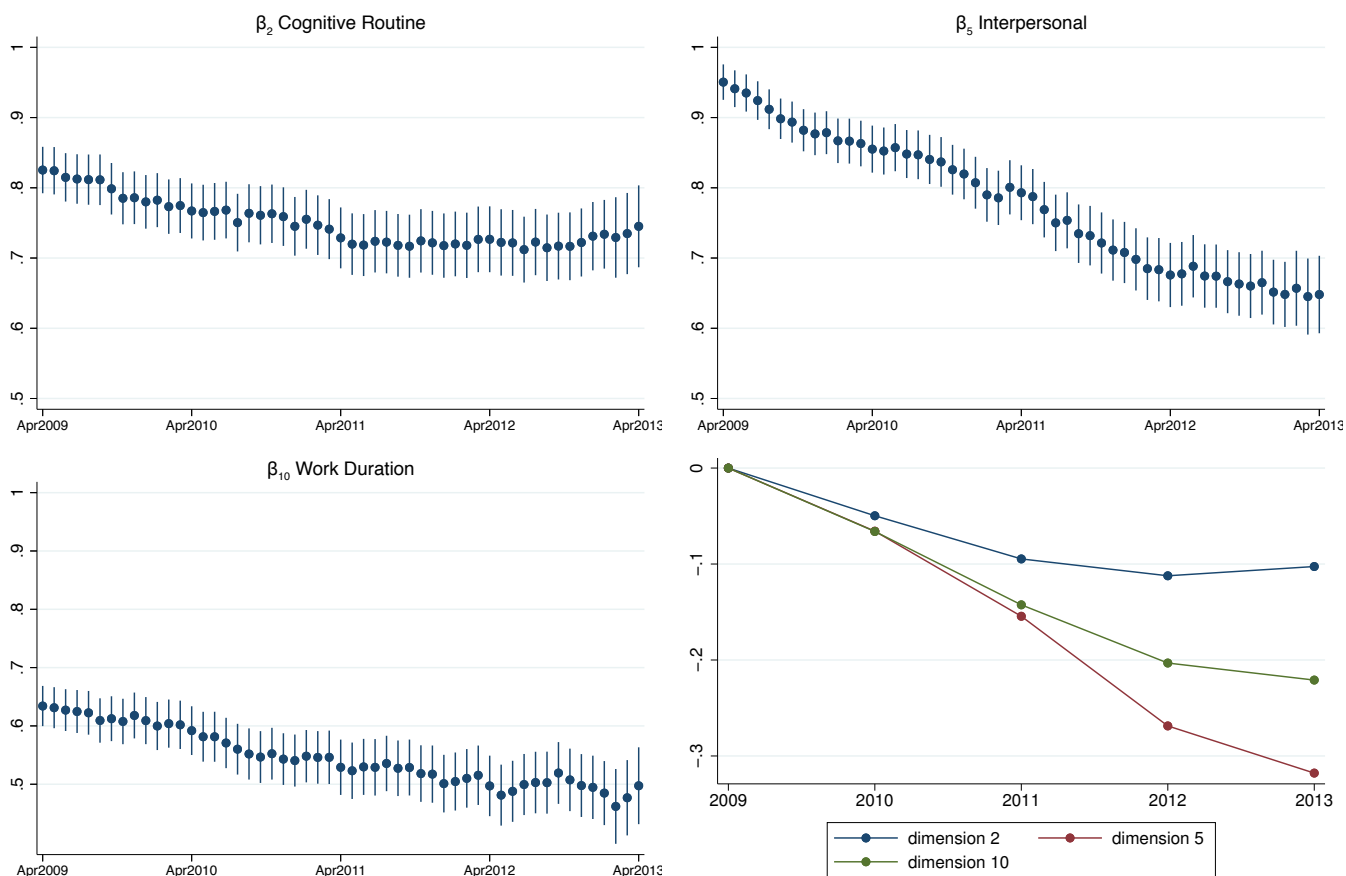 β2 Cognitive Routine
1
.9
.8
.7
.6
.5
Apr2009 Apr2010 Apr2011 Apr2012 Apr2013
β5 Interpersonal
1
.9
.8
.7
.6
.5
Apr2009 Apr2010 Apr2011 Apr2012 Apr2013
β10 Work Duration
1
.9
.8
.7
.6
.5
Apr2009 Apr2010 Apr2011 Apr2012 Apr2013
0
-.1
-.2
-.3
2009 2010 2011 2012 2013
dimension 2 dimension 5
dimension 10